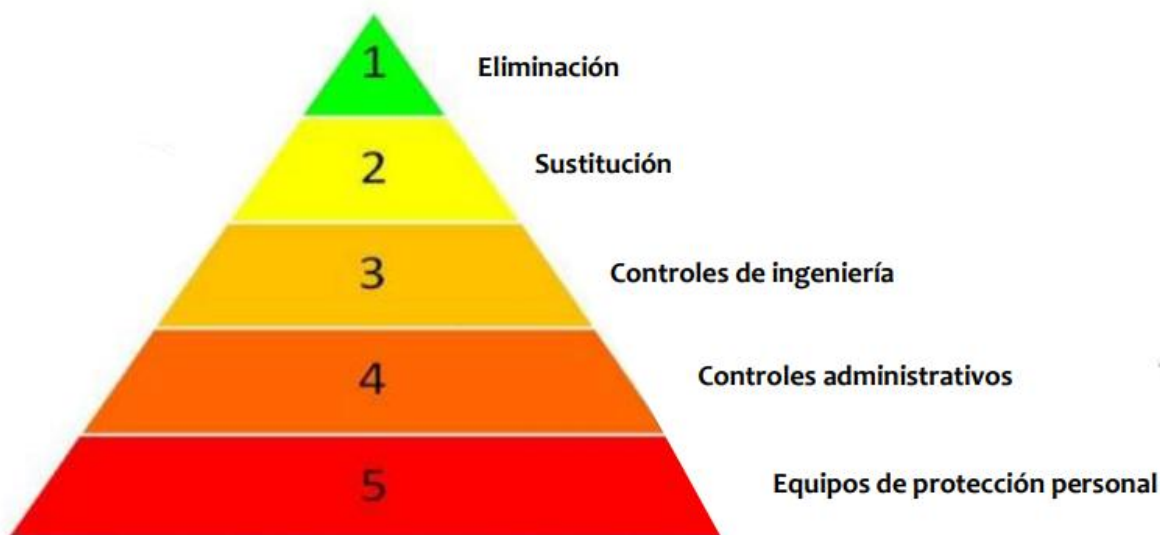 1 Eliminación
2 Sustitución
3 Controles de ingeniería
4 Controles administrativos
5 Equipos de protección personal